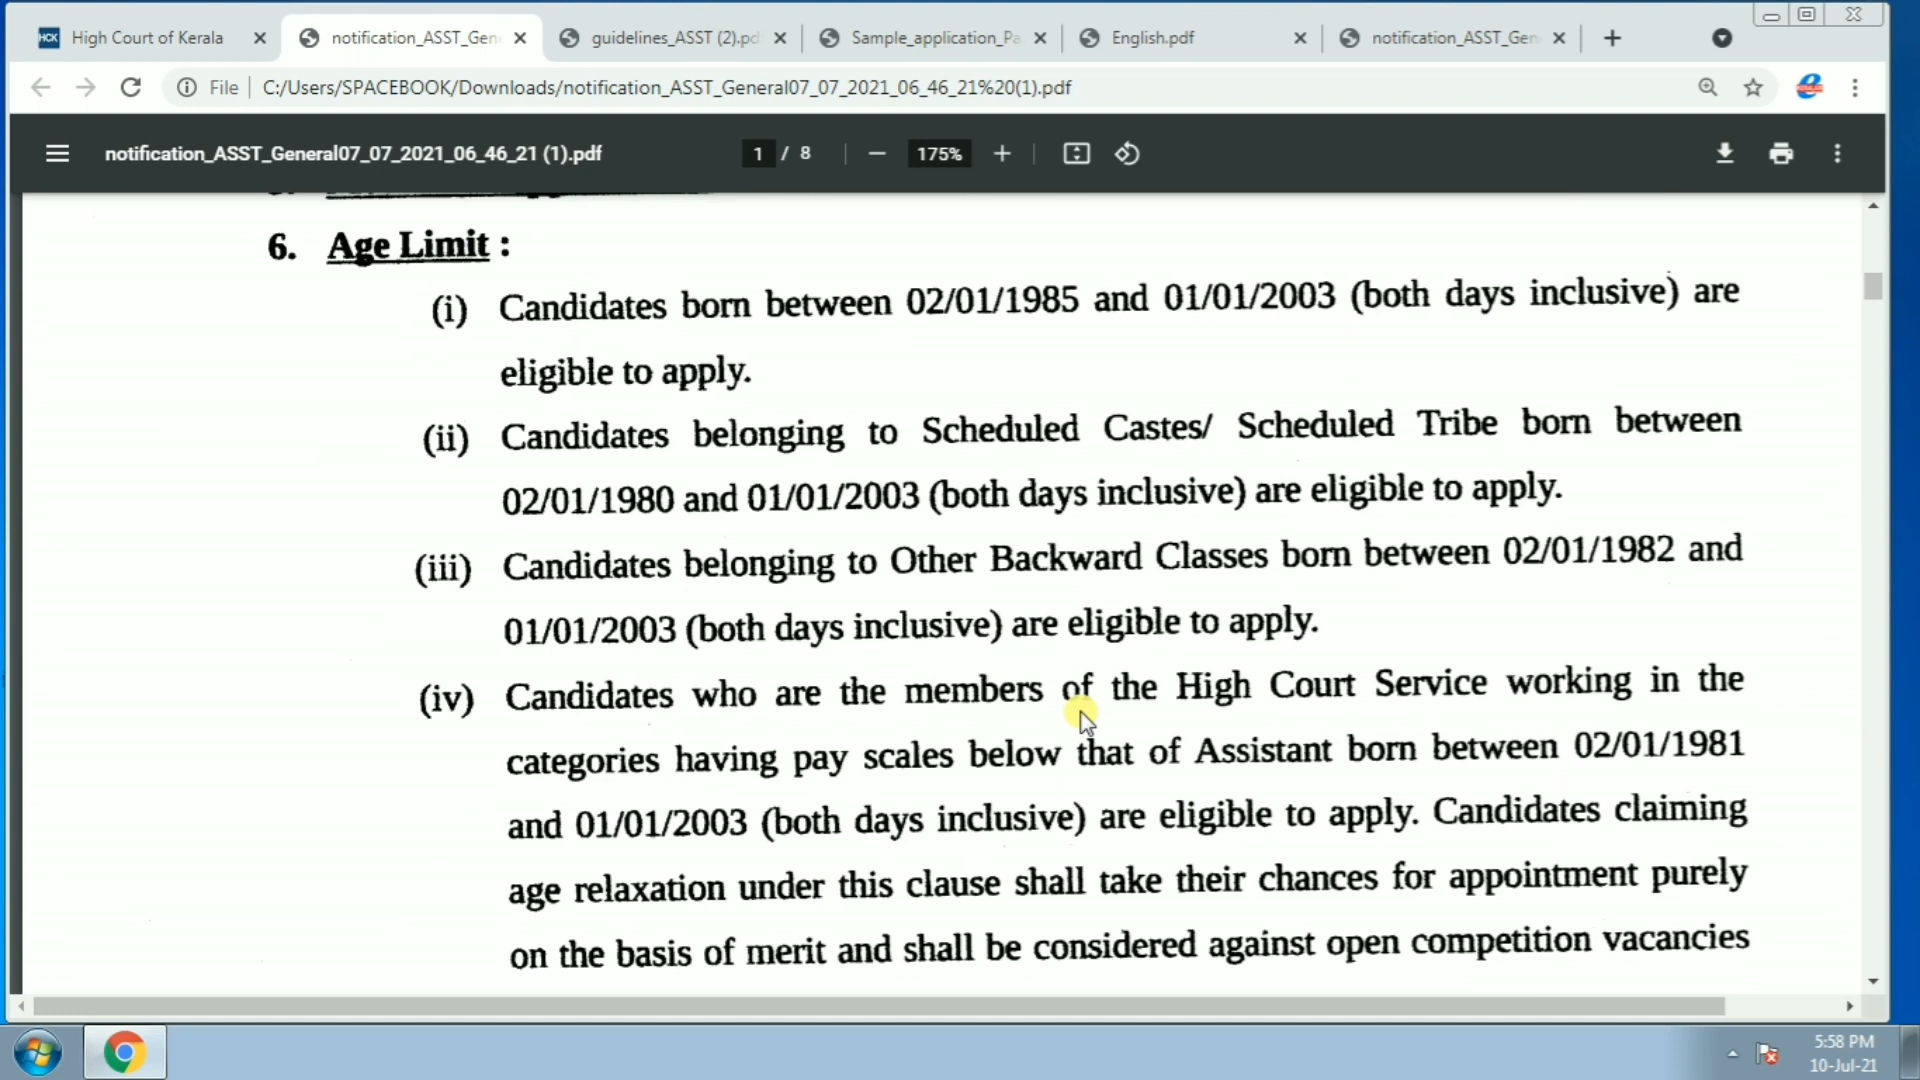 HCK High Court of Kerala
notification_ASST_Gen
guidelines_ASST (2).pd
Sample_application_Pa
English.pdf
notification_ASST_Gen
File
C:/Users/SPACEBOOK/Downloads/notification_ASST_General07_07_2021_06_46_21%20(1).pdf
notification_ASST_General07_07_2021_06_46_21 (1).pdf
1 / 8
175%
6. Age Limit :
(i) Candidates born between 02/01/1985 and 01/01/2003 (both days inclusive) are
eligible to apply.
(ii) Candidates belonging to Scheduled Castes/ Scheduled Tribe born between
02/01/1980 and 01/01/2003 (both days inclusive) are eligible to apply.
(iii) Candidates belonging to Other Backward Classes born between 02/01/1982 and
01/01/2003 (both days inclusive) are eligible to apply.
(iv) Candidates who are the members of the High Court Service working in the
categories having pay scales below that of Assistant born between 02/01/1981
and 01/01/2003 (both days inclusive) are eligible to apply. Candidates claiming
age relaxation under this clause shall take their chances for appointment purely
on the basis of merit and shall be considered against open competition vacancies
5:58 PM
10-Jul-21